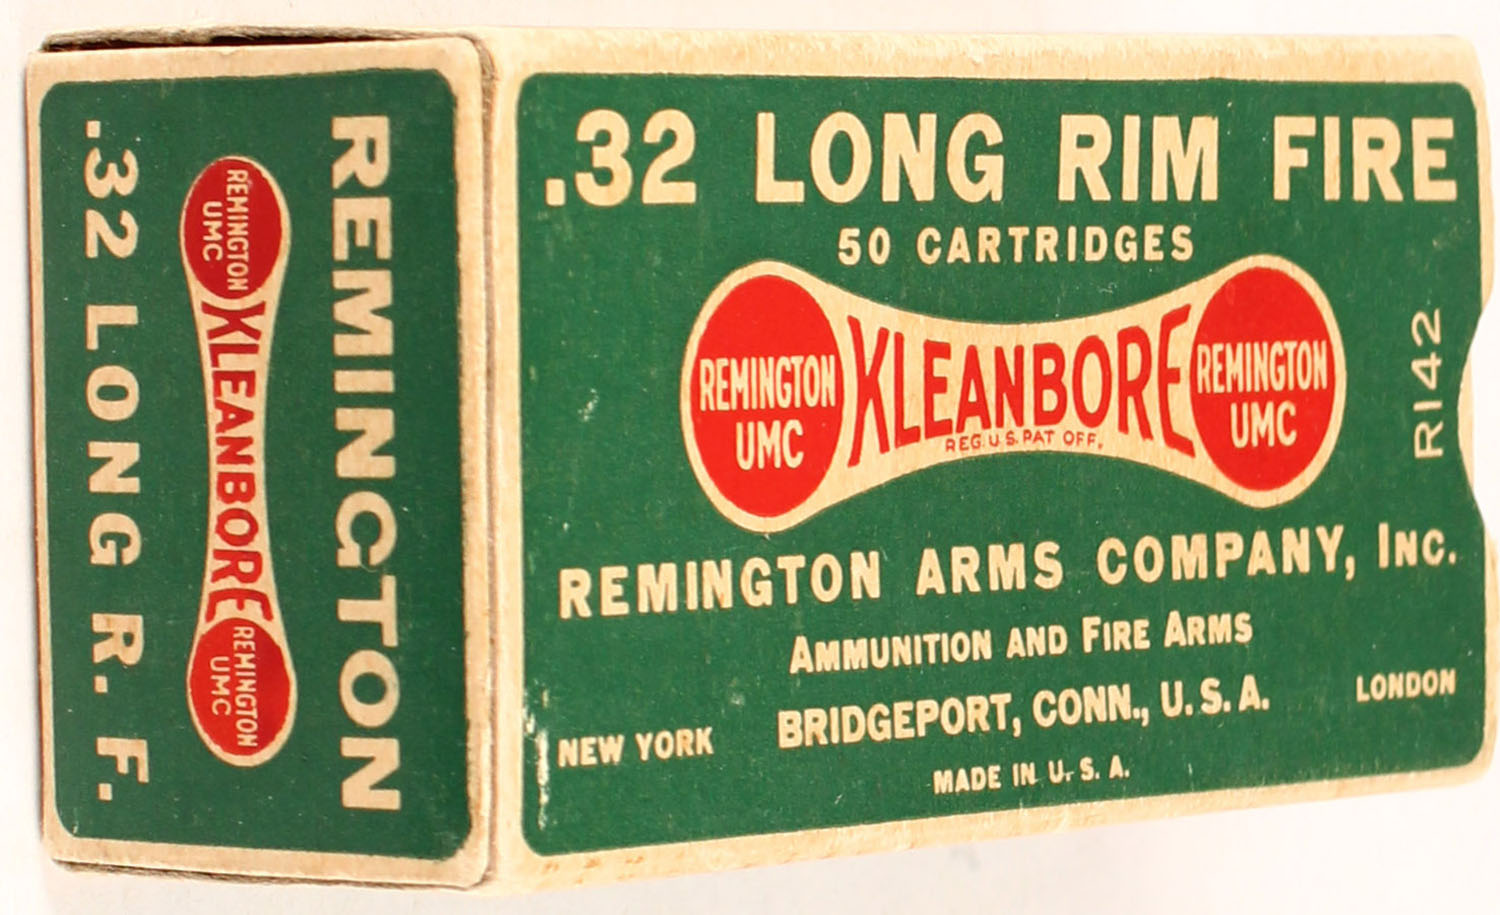 REMINGTON
REMINGTON
UMC
KLEANBORE
REMINGTON
UMC
.32 LONG R. F.
.32 LONG RIM FIRE
50 CARTRIDGES
REMINGTON
UMC
KLEANBORE
REG. U.S. PAT OFF.
REMINGTON
UMC
R142
REMINGTON ARMS COMPANY, INC.
AMMUNITION AND FIRE ARMS
BRIDGEPORT, CONN., U.S.A.
NEW YORK
LONDON
MADE IN U.S.A.